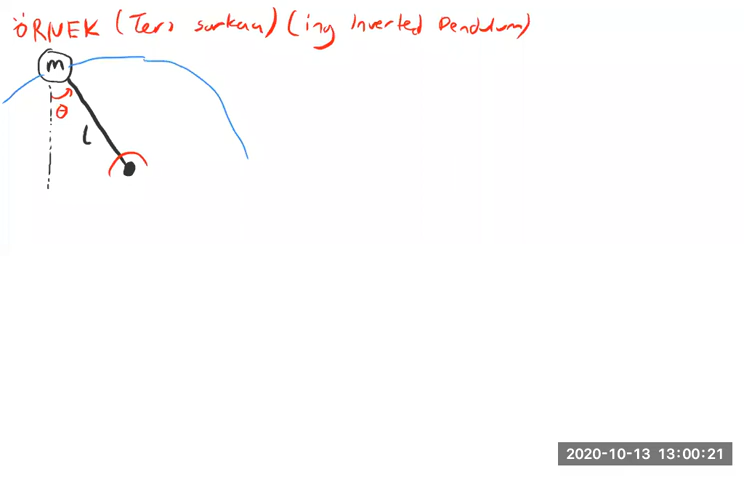 ÖRNEK (Ters sarkaç) (ing Inverted Pendulum)
m
θ
l
2020-10-13 13:00:21